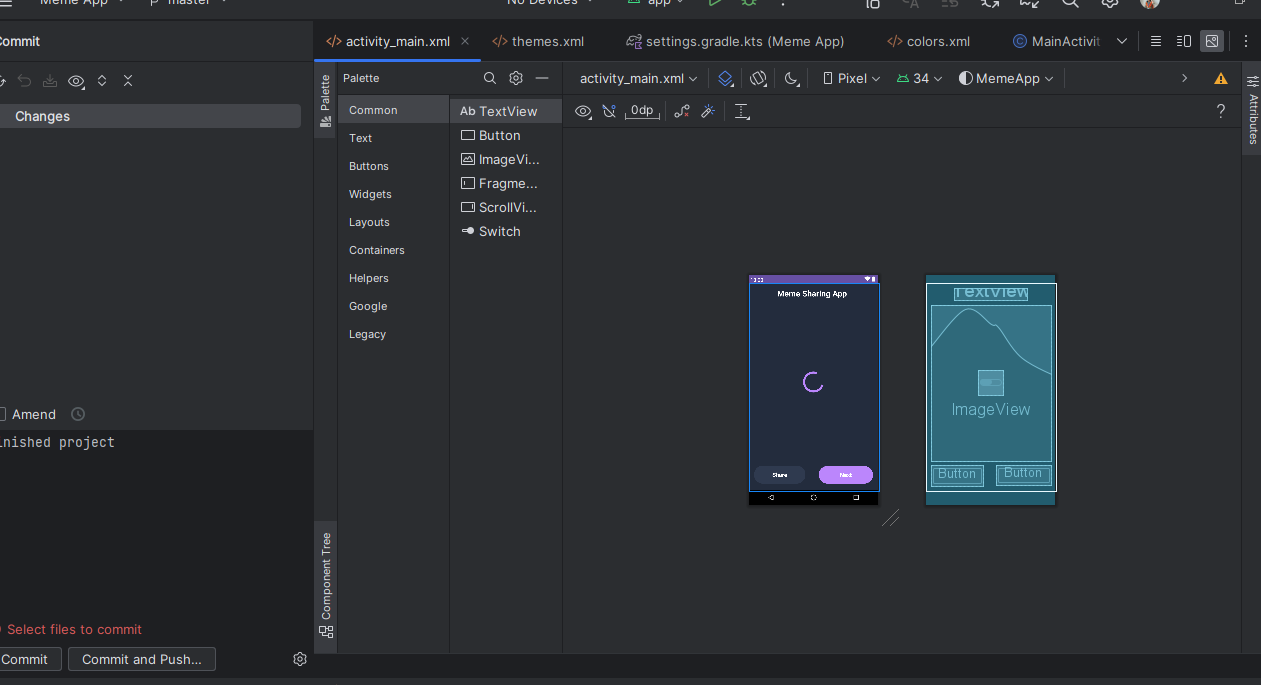 Meme App master No Devices app
Commit
activity_main.xml themes.xml settings.gradle.kts (Meme App) colors.xml MainActivit
Palette
activity_main.xml Pixel 34 MemeApp
Palette
Attributes
Changes
Common
Text
Buttons
Widgets
Layouts
Containers
Helpers
Google
Legacy
Ab TextView
Button
ImageVi...
Fragme...
ScrollVi...
Switch
0dp
?
Meme Sharing App
Share Next
TextView
ImageView
Button Button
Amend
inished project
Component Tree
Select files to commit
Commit Commit and Push...